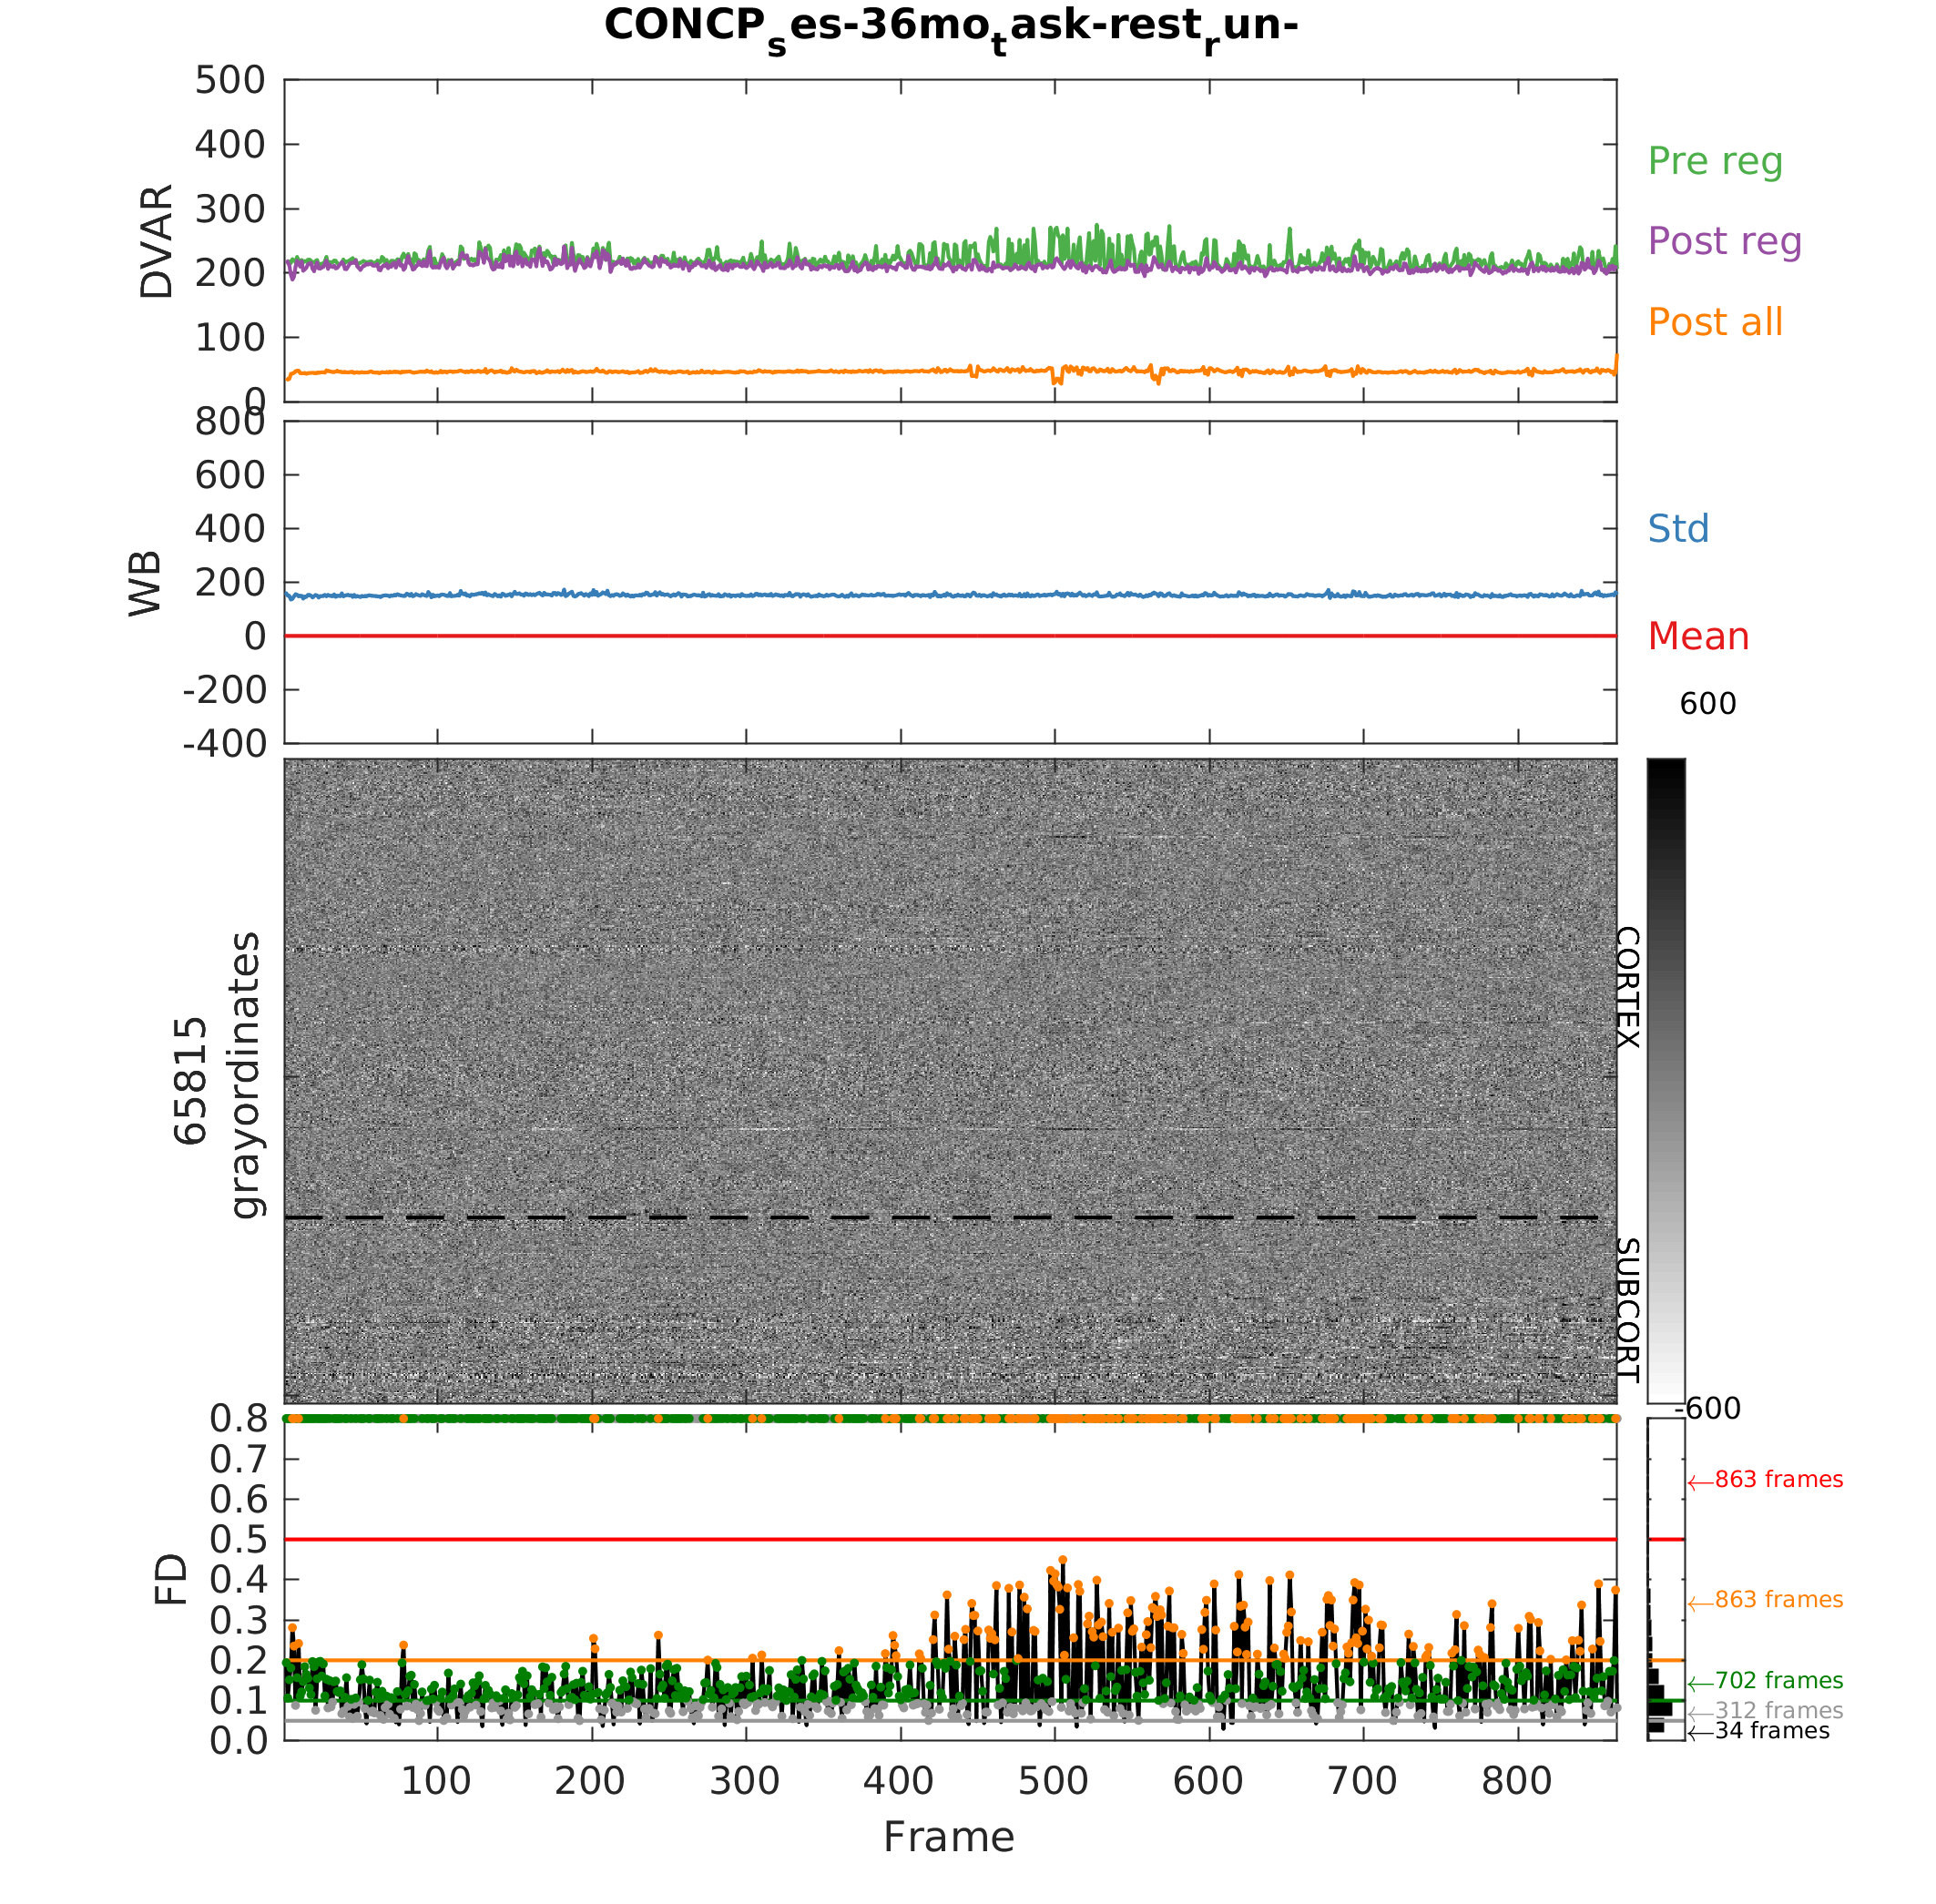 CONCPses-36motask-restrun-
500
400
300
200
100
0
DVAR
Pre reg
Post reg
Post all
800
600
400
200
0
-200
-400
WB
Std
Mean
600
65815
grayordinates
CORTEX
SUBCORT
-600
0.8
0.7
0.6
0.5
0.4
0.3
0.2
0.1
0.0
FD
←863 frames
←863 frames
←702 frames
←312 frames
←34 frames
100 200 300 400 500 600 700 800
Frame